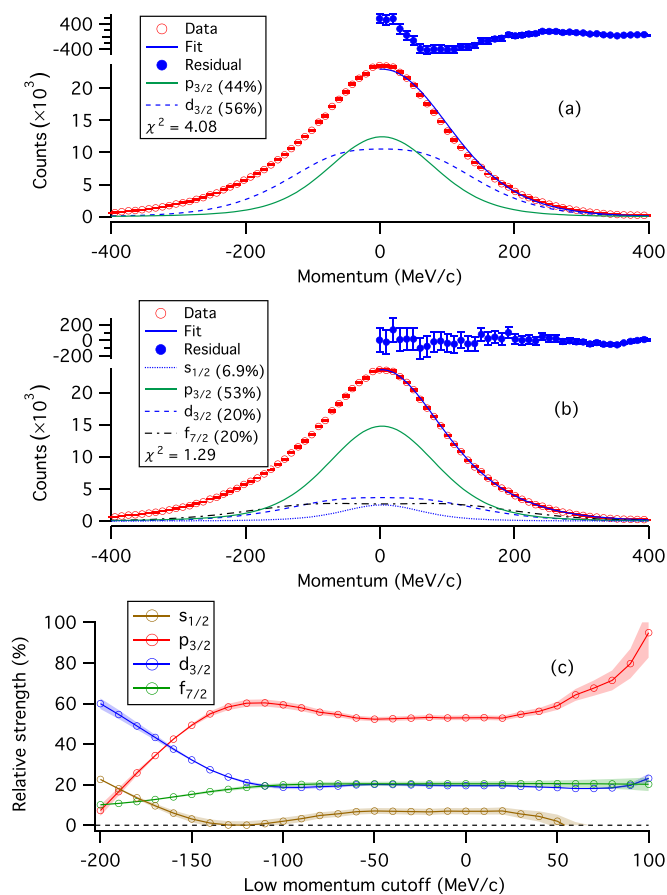 400
-400
Data
Fit
Residual
p3/2 (44%)
d3/2 (56%)
χ² = 4.08
(a)
Counts (×10³)
20
15
10
5
0
-400 -200 0 200 400
Momentum (MeV/c)
200
0
-200
Data
Fit
Residual
s1/2 (6.9%)
p3/2 (53%)
d3/2 (20%)
f7/2 (20%)
χ² = 1.29
(b)
Counts (×10³)
20
15
10
5
0
-400 -200 0 200 400
Momentum (MeV/c)
s1/2
p3/2
d3/2
f7/2
(c)
Relative strength (%)
100
80
60
40
20
0
-200 -150 -100 -50 0 50 100
Low momentum cutoff (MeV/c)